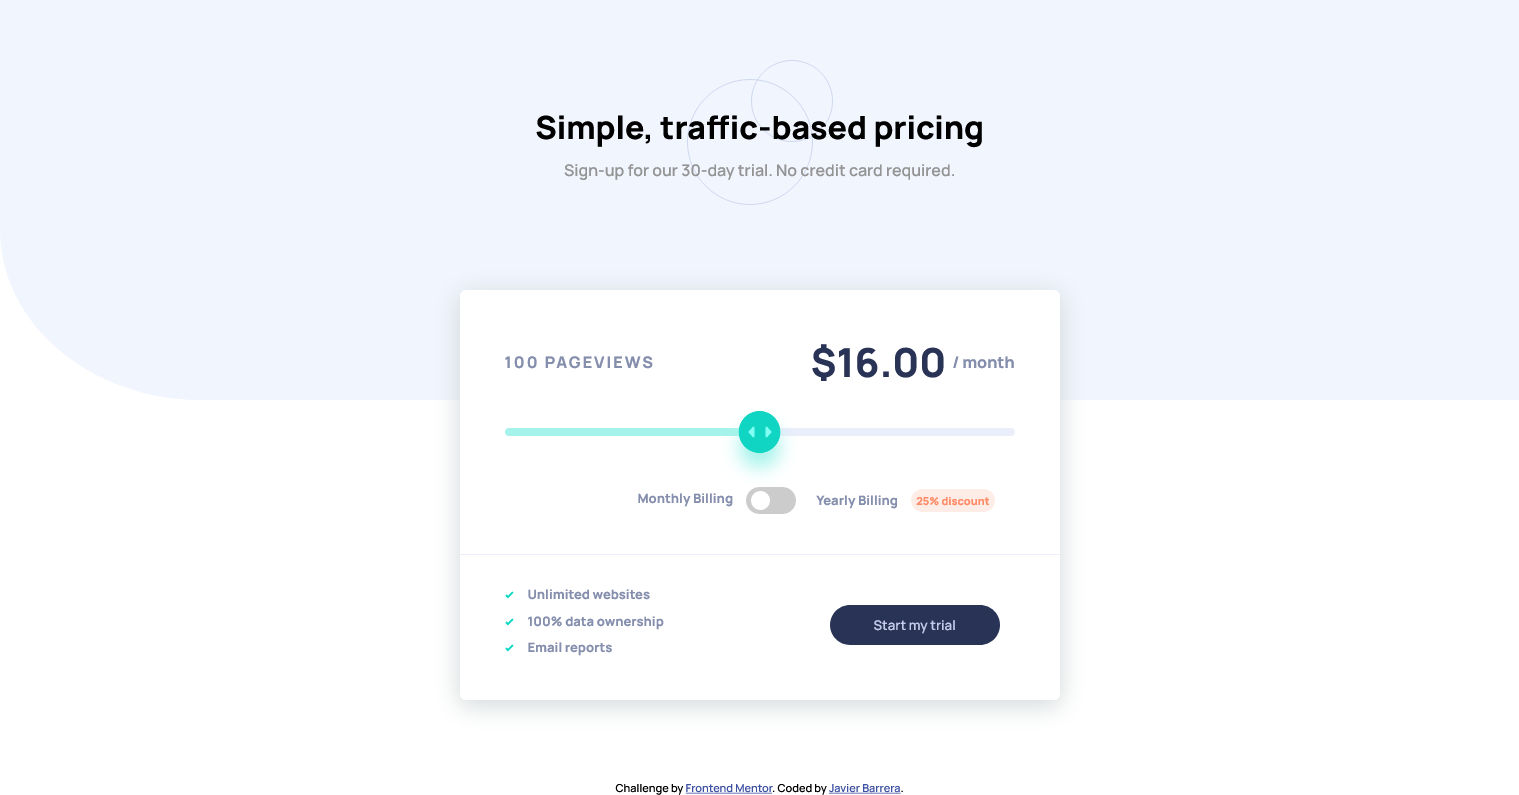 Simple, traffic-based pricing
Sign-up for our 30-day trial. No credit card required.
100 PAGEVIEWS
$16.00 / month
Monthly Billing
Yearly Billing
25% discount
Unlimited websites
100% data ownership
Email reports
Start my trial
Challenge by Frontend Mentor. Coded by Javier Barrera.